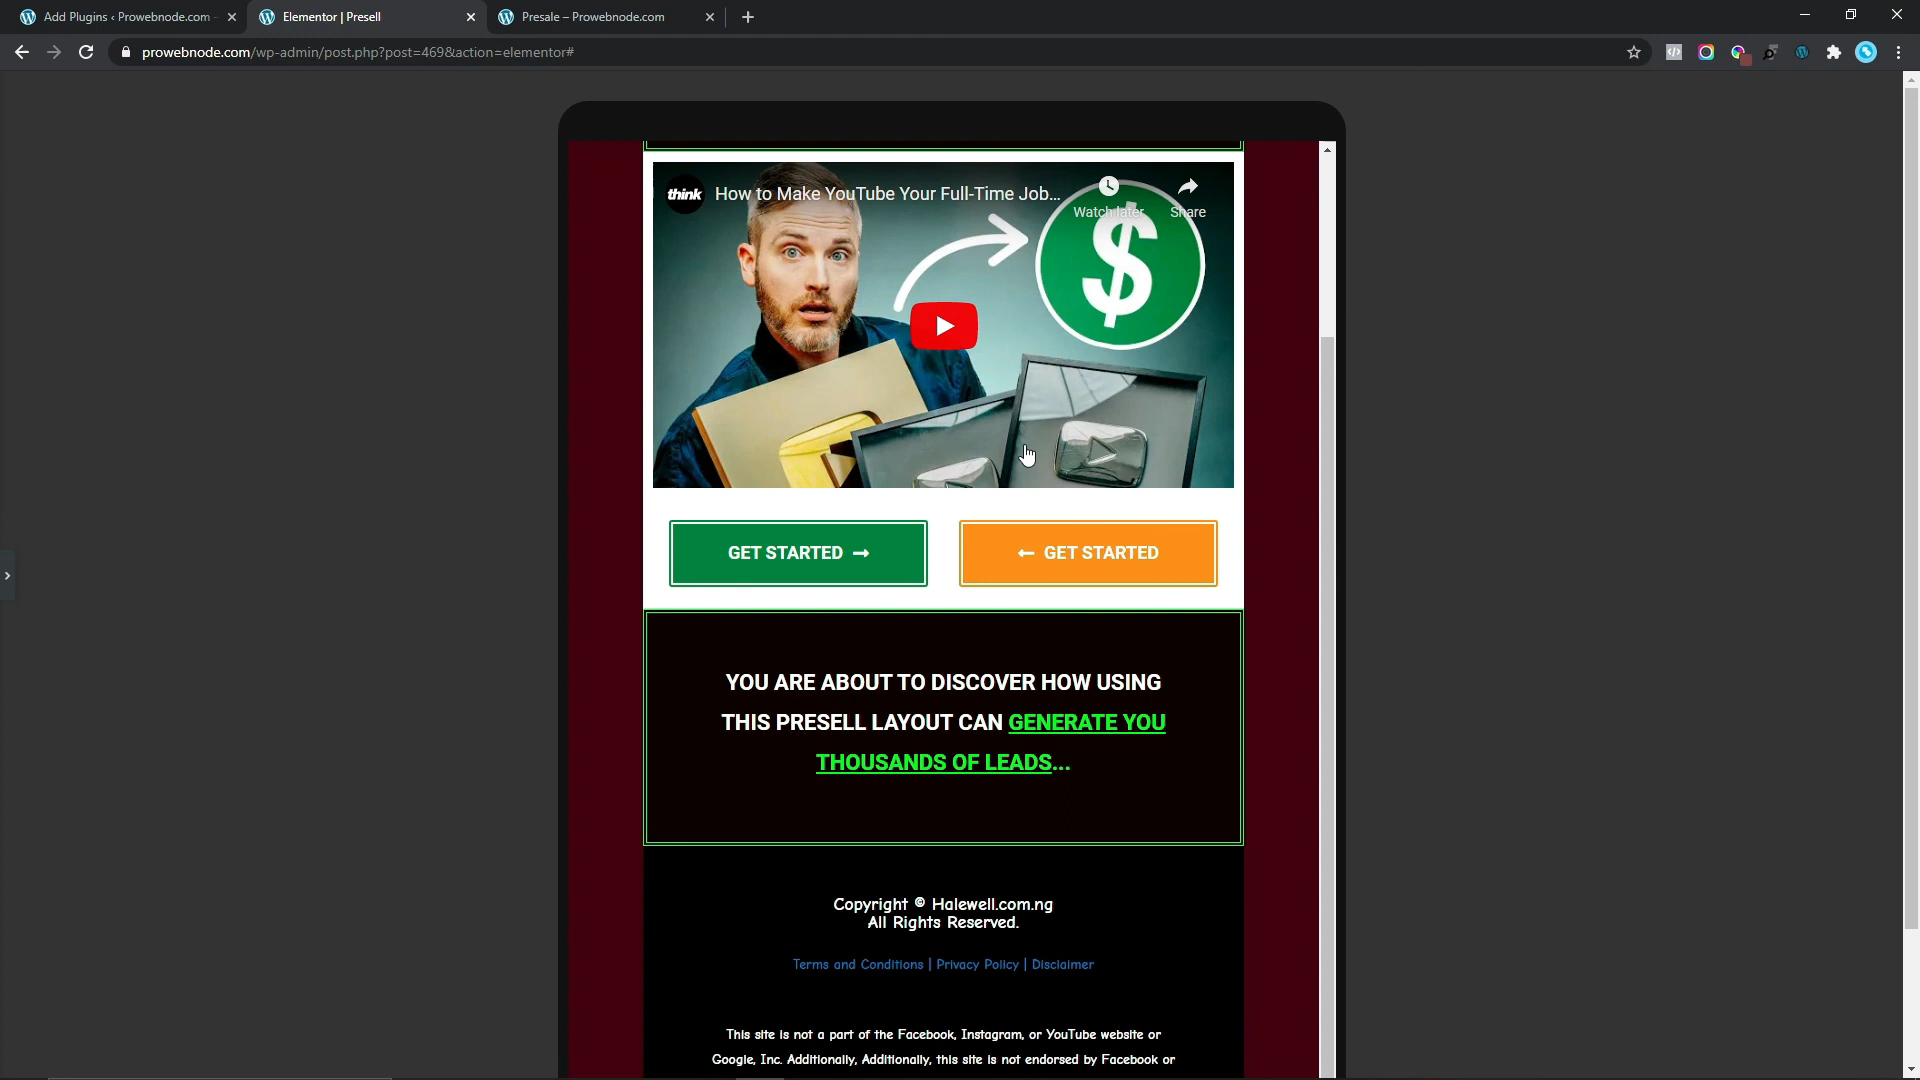 Add Plugins ‹ Prowebnode.com
Elementor | Presell
Presale – Prowebnode.com
prowebnode.com/wp-admin/post.php?post=469&action=elementor#
think
How to Make YouTube Your Full-Time Job...
Watch later
Share
$
GET STARTED →
← GET STARTED
YOU ARE ABOUT TO DISCOVER HOW USING
THIS PRESELL LAYOUT CAN GENERATE YOU
THOUSANDS OF LEADS...
Copyright © Halewell.com.ng
All Rights Reserved.
Terms and Conditions | Privacy Policy | Disclaimer
This site is not a part of the Facebook, Instagram, or YouTube website or
Google, Inc. Additionally, Additionally, this site is not endorsed by Facebook or